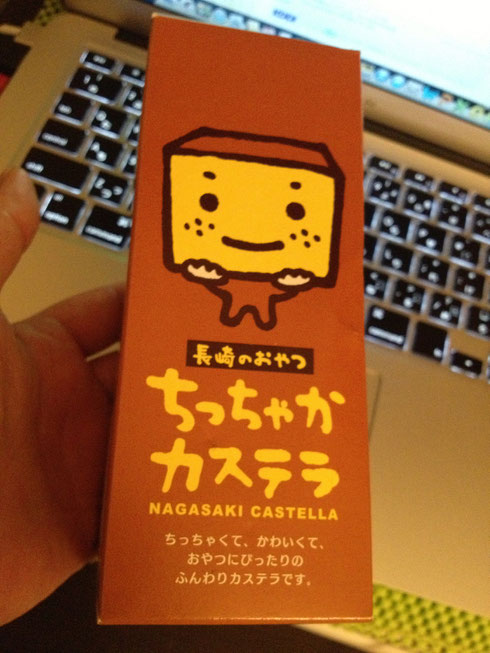 長崎のおやつ
ちっちゃか
カステラ
NAGASAKI CASTELLA
ちっちゃくて、かわいくて、
おやつにぴったりの
ふんわりカステラです。